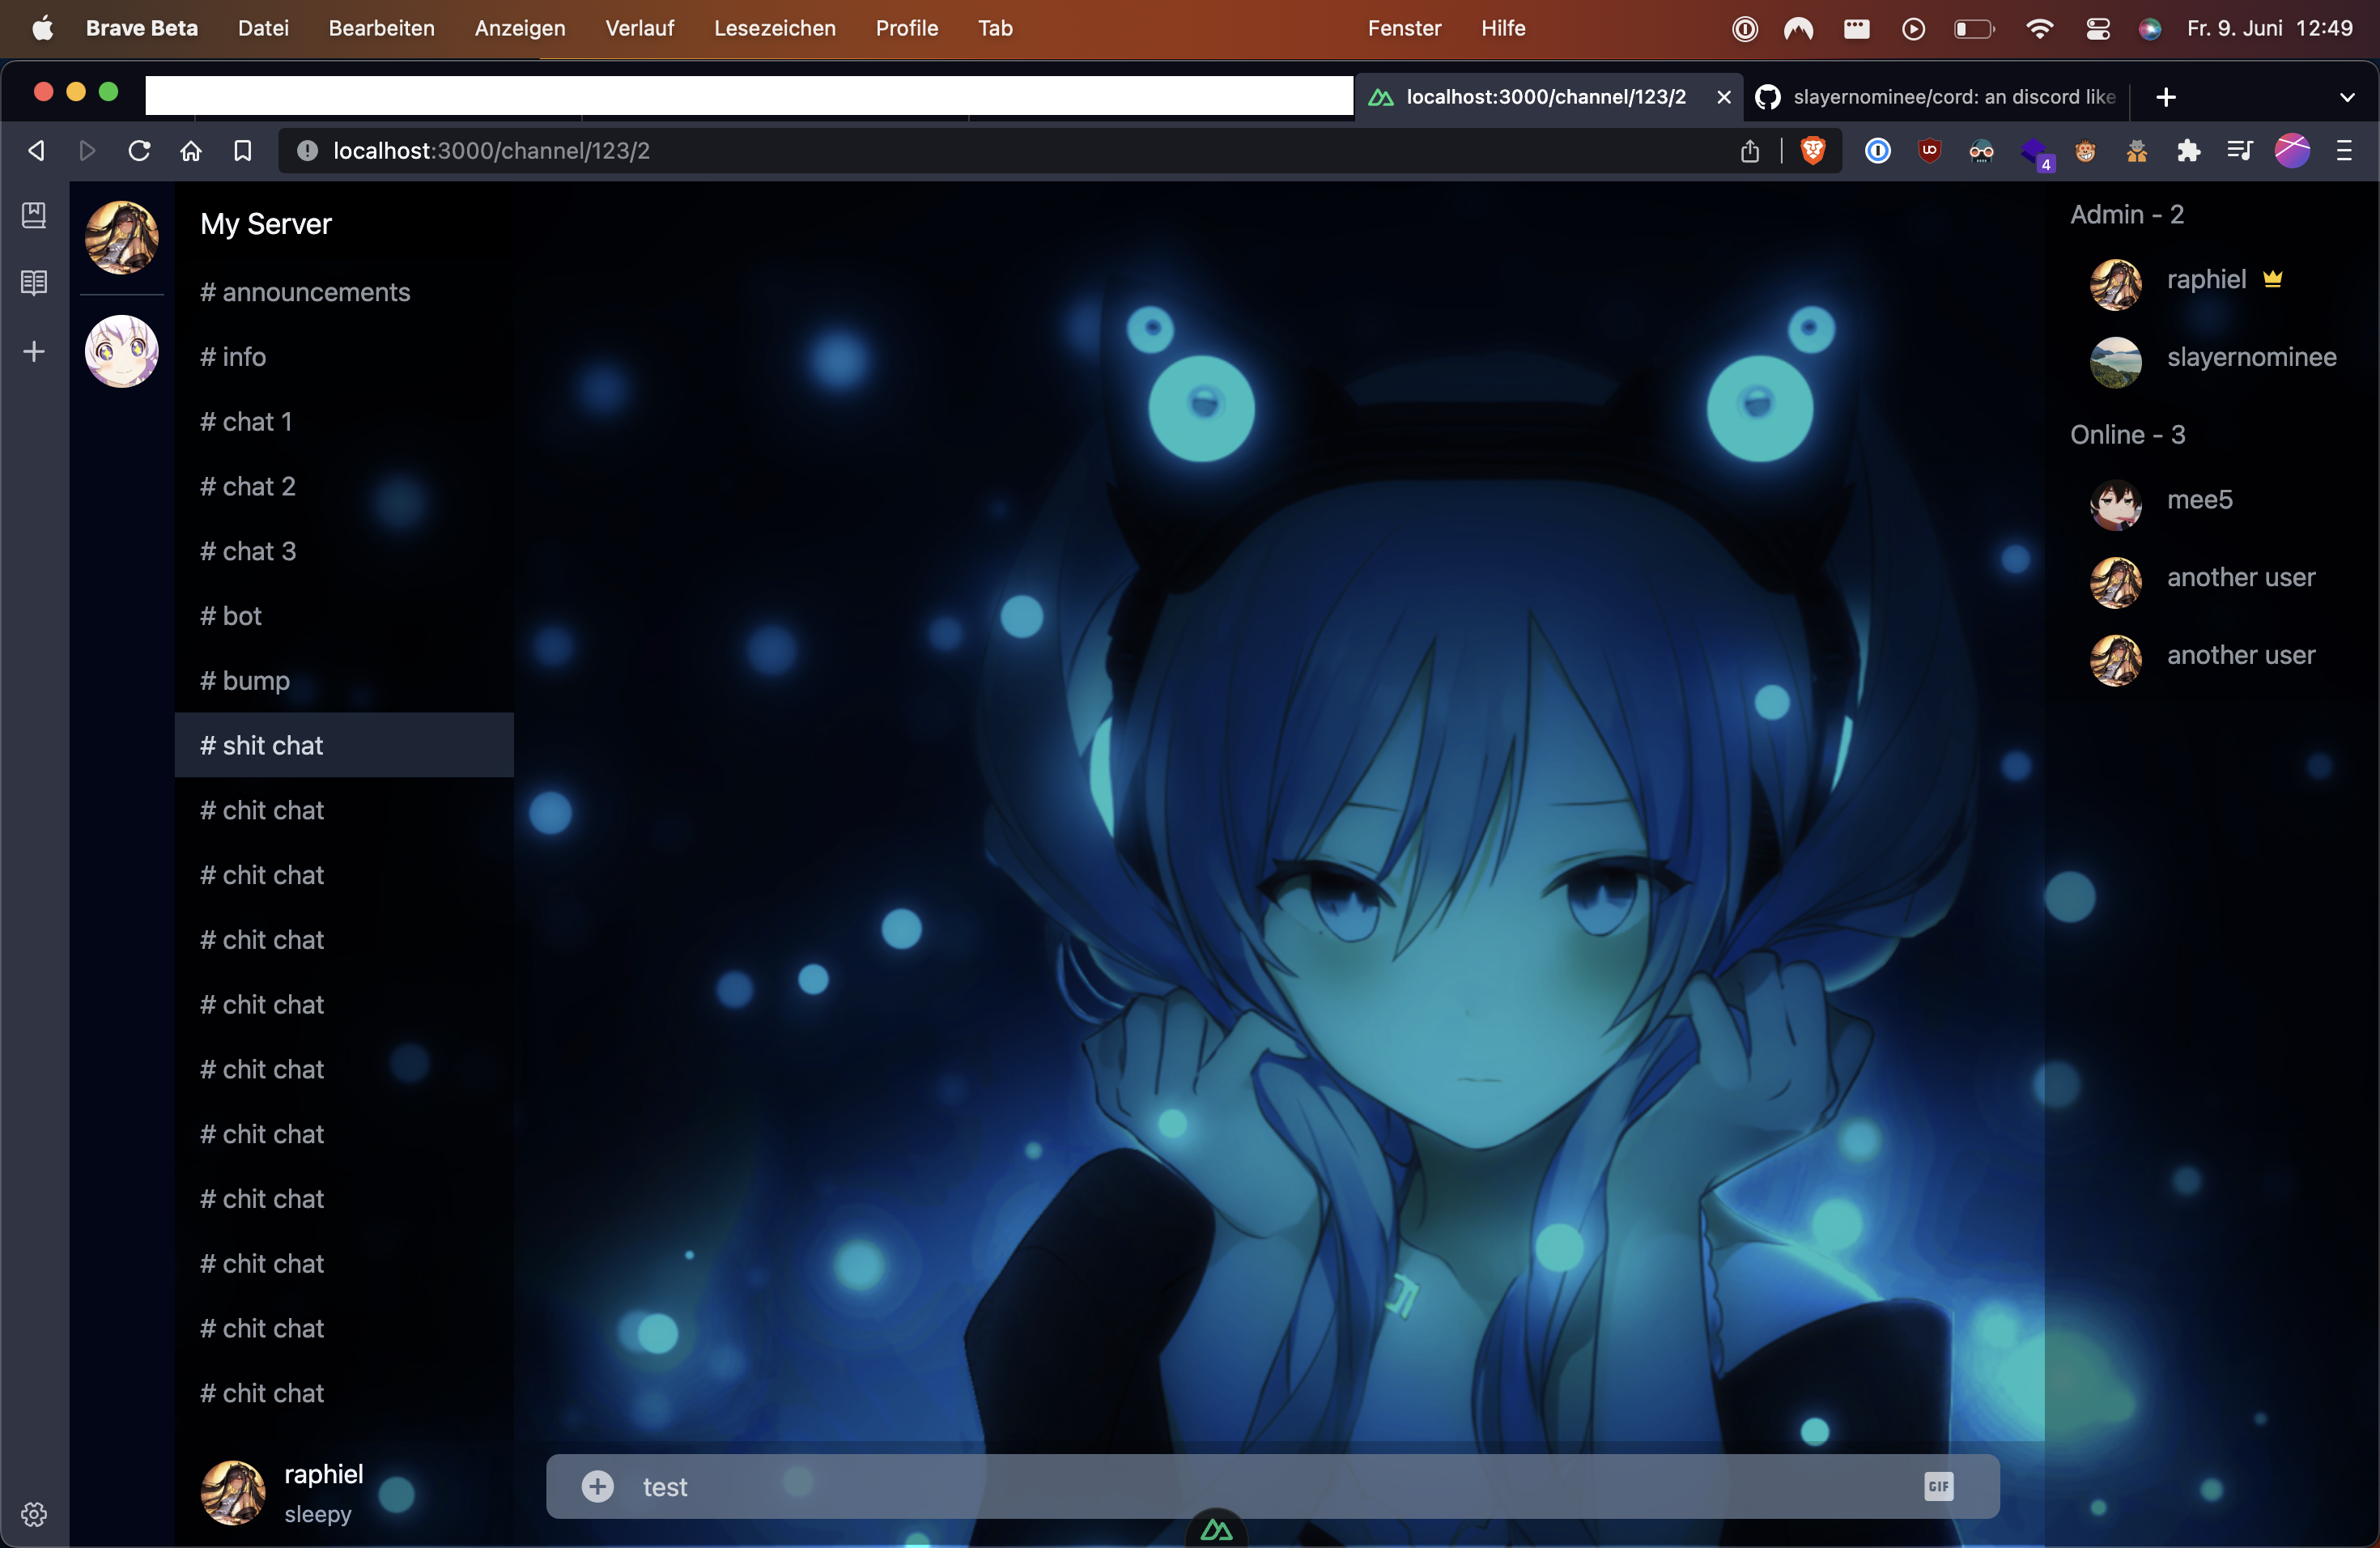 Brave Beta Datei Bearbeiten Anzeigen Verlauf Lesezeichen Profile Tab Fenster Hilfe Fr. 9. Juni 12:49
localhost:3000/channel/123/2 slayernominee/cord: an discord like
localhost:3000/channel/123/2
4
My Server
# announcements
# info
# chat 1
# chat 2
# chat 3
# bot
# bump
# shit chat
# chit chat
# chit chat
# chit chat
# chit chat
# chit chat
# chit chat
# chit chat
# chit chat
# chit chat
# chit chat
raphiel
sleepy
test
GIF
Admin - 2
raphiel
slayernominee
Online - 3
mee5
another user
another user